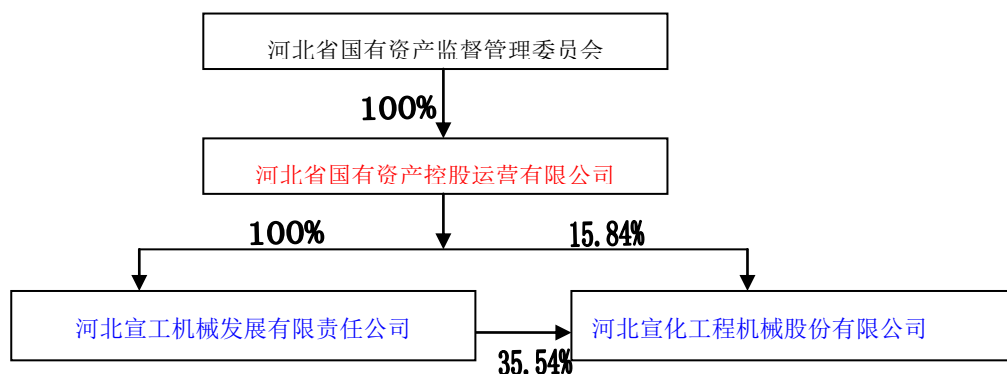 河北省国有资产监督管理委员会
100%
河北省国有资产控股运营有限公司
100%
15.84%
河北宣工机械发展有限责任公司
河北宣化工程机械股份有限公司
35.54%